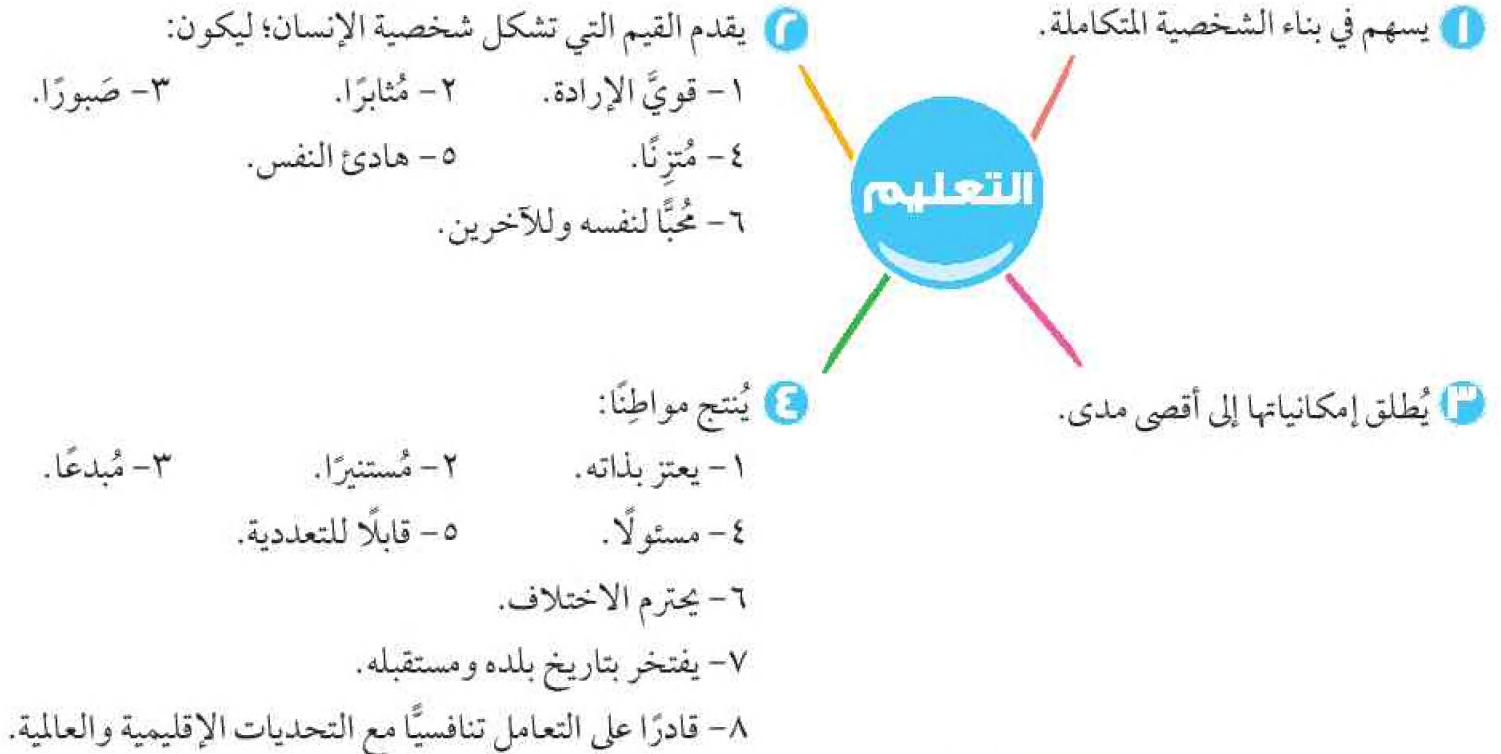 ١ يسهم في بناء الشخصية المتكاملة.
٢ يقدم القيم التي تشكل شخصية الإنسان؛ ليكون:
١- قويَّ الإرادة. ٢- مُثابرًا. ٣- صَبورًا.
٤- مُتزِنًا. ٥- هادئ النفس.
٦- مُحبًّا لنفسه وللآخرين.
التعليم
٣ يُطلق إمكانياتها إلى أقصى مدى.
٤ يُنتج مواطِنًا:
١- يعتز بذاته. ٢- مُستنيرًا. ٣- مُبدعًا.
٤- مسئولًا. ٥- قابلًا للتعددية.
٦- يحترم الاختلاف.
٧- يفتخر بتاريخ بلده ومستقبله.
٨- قادرًا على التعامل تنافسيًّا مع التحديات الإقليمية والعالمية.